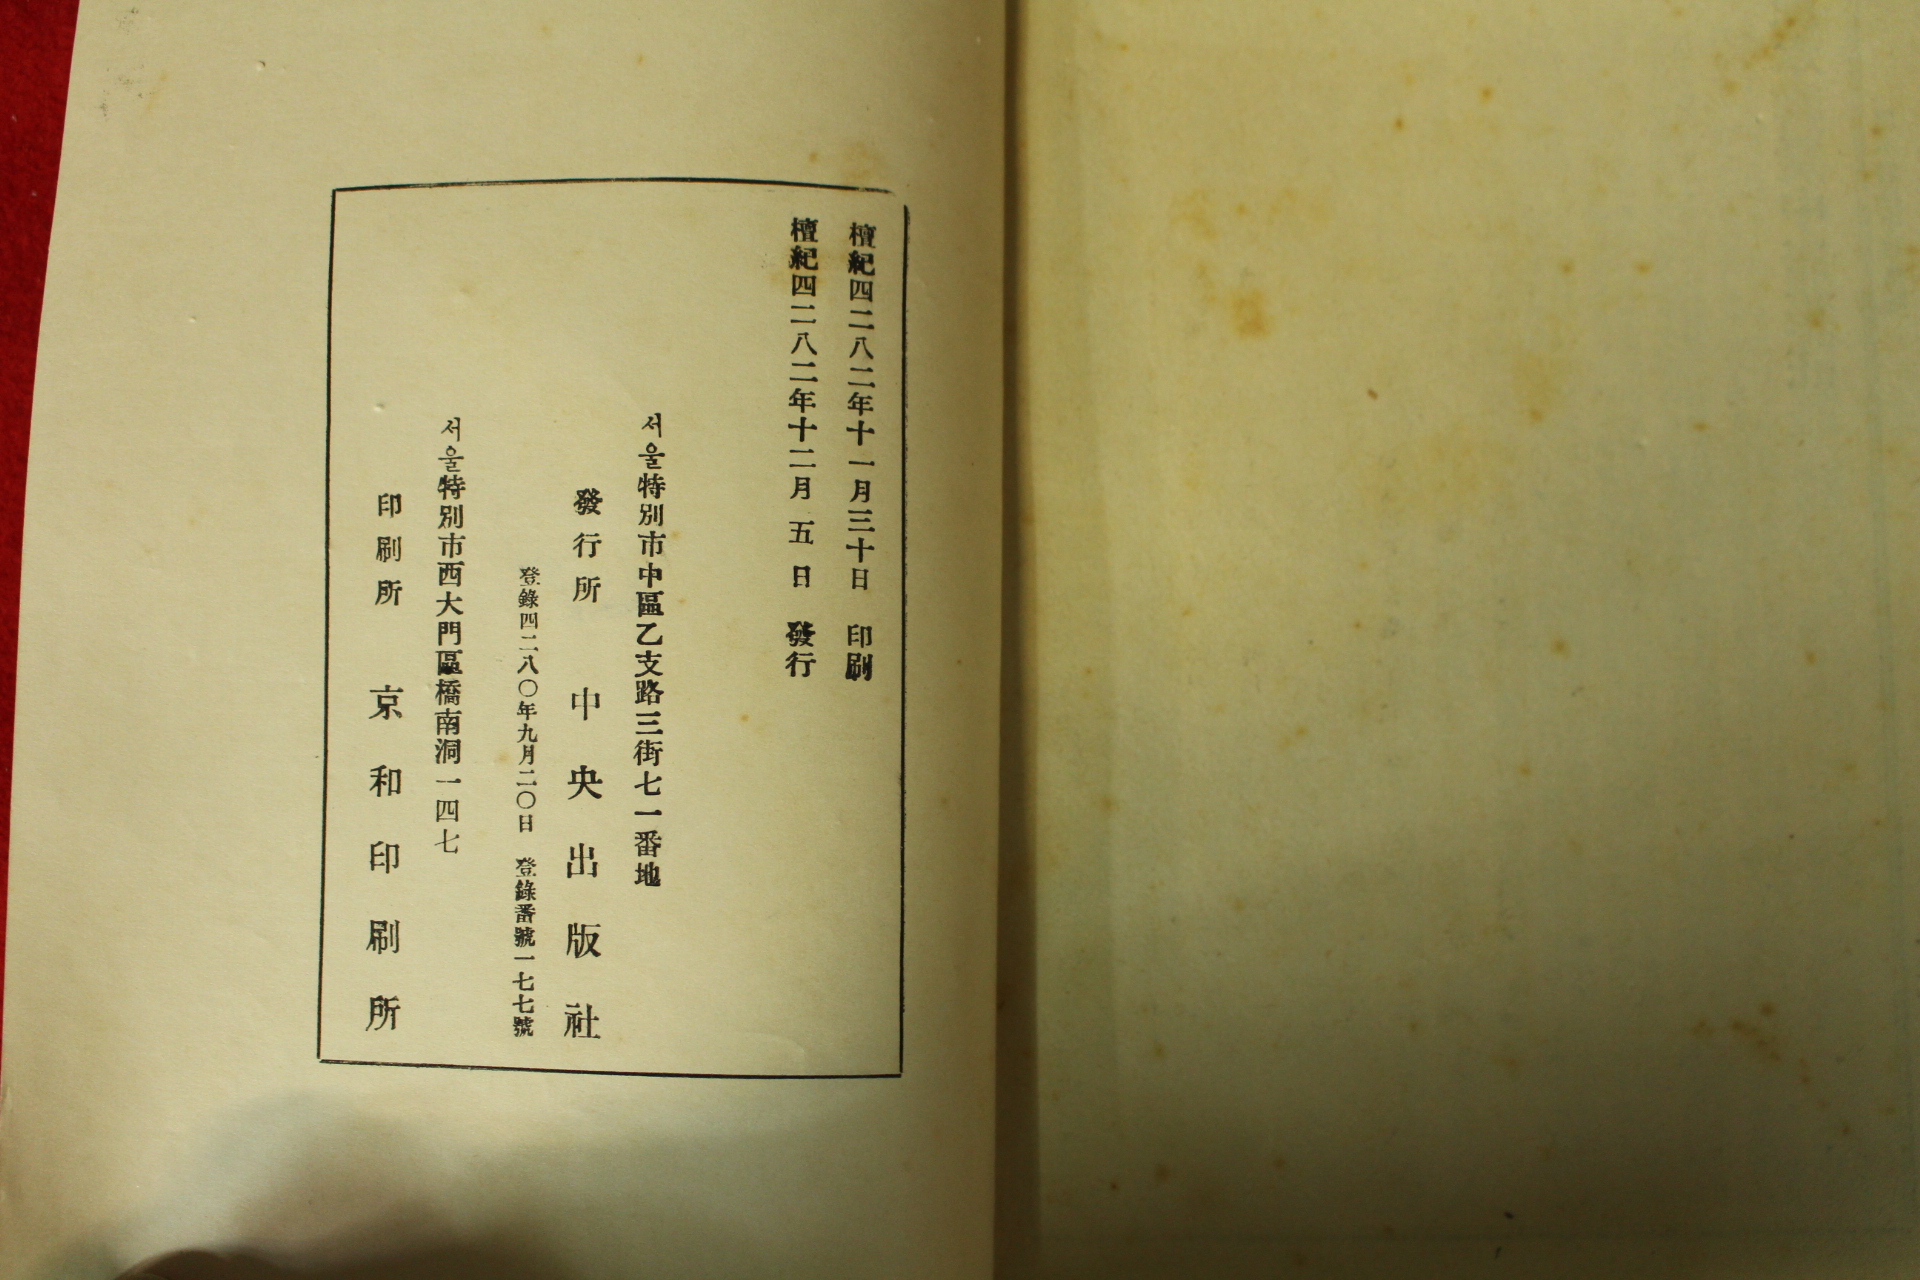 檀紀四二八二年十一月三十日 印刷
檀紀四二八二年十二月 五 日 發行
서울特別市中區乙支路三街七一番地
發行所 中央出版社
登錄四二八〇年九月二〇日 登錄番號一七七號
서울特別市西大門區橋南洞一四七
印刷所 京和印刷所